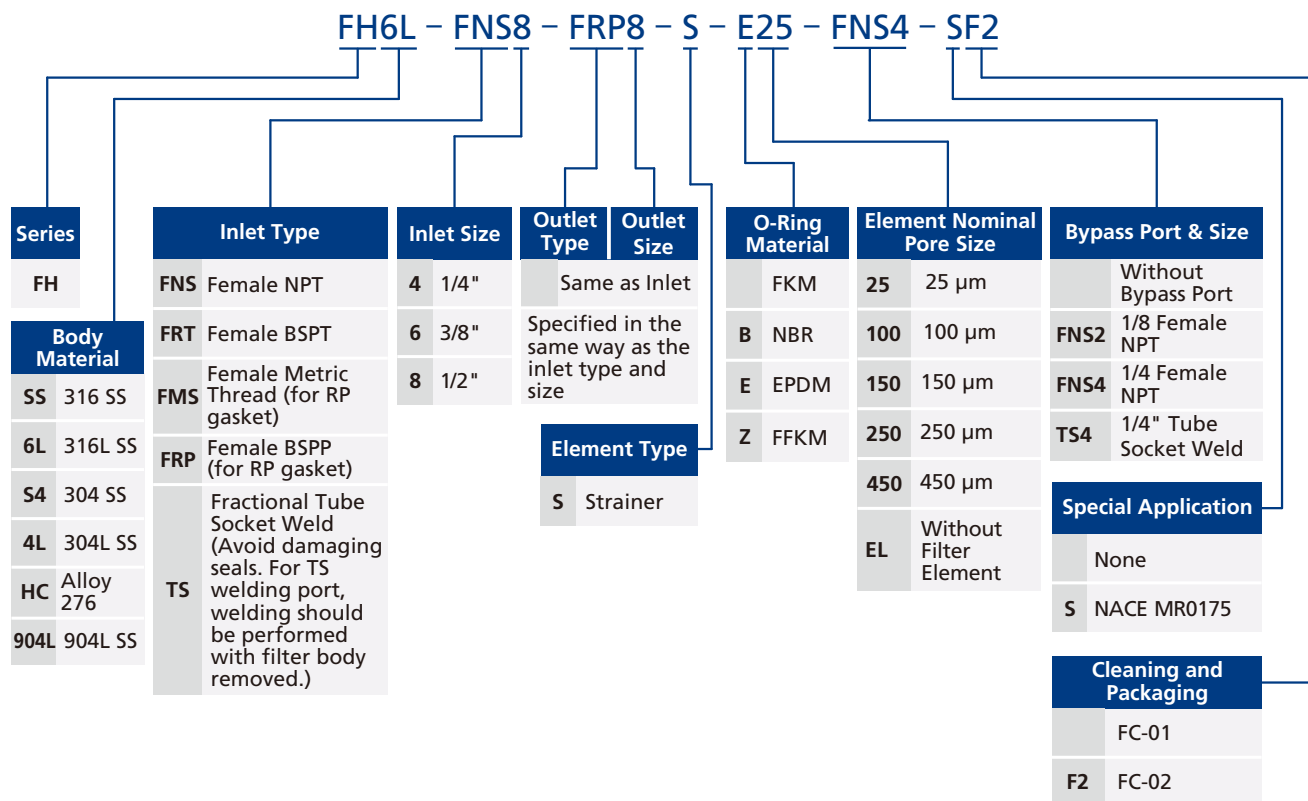 FH6L – FNS8 – FRP8 – S – E25 – FNS4 – SF2
Series
FH
Body
Material
SS 316 SS
6L 316L SS
S4 304 SS
4L 304L SS
HC Alloy
276
904L 904L SS
Inlet Type
FNS Female NPT
FRT Female BSPT
FMS Female Metric
Thread (for RP
gasket)
FRP Female BSPP
(for RP gasket)
TS Fractional Tube
Socket Weld
(Avoid damaging
seals. For TS
welding port,
welding should
be performed
with filter body
removed.)
Inlet Size
4 1/4"
6 3/8"
8 1/2"
Outlet
Type
Outlet
Size
Same as Inlet
Specified in the
same way as the
inlet type and
size
Element Type
S Strainer
O-Ring
Material
FKM
B NBR
E EPDM
Z FFKM
Element Nominal
Pore Size
25 25 μm
100 100 μm
150 150 μm
250 250 μm
450 450 μm
EL Without
Filter
Element
Bypass Port & Size
Without
Bypass Port
FNS2 1/8 Female
NPT
FNS4 1/4 Female
NPT
TS4 1/4" Tube
Socket Weld
Special Application
None
S NACE MR0175
Cleaning and
Packaging
FC-01
F2 FC-02